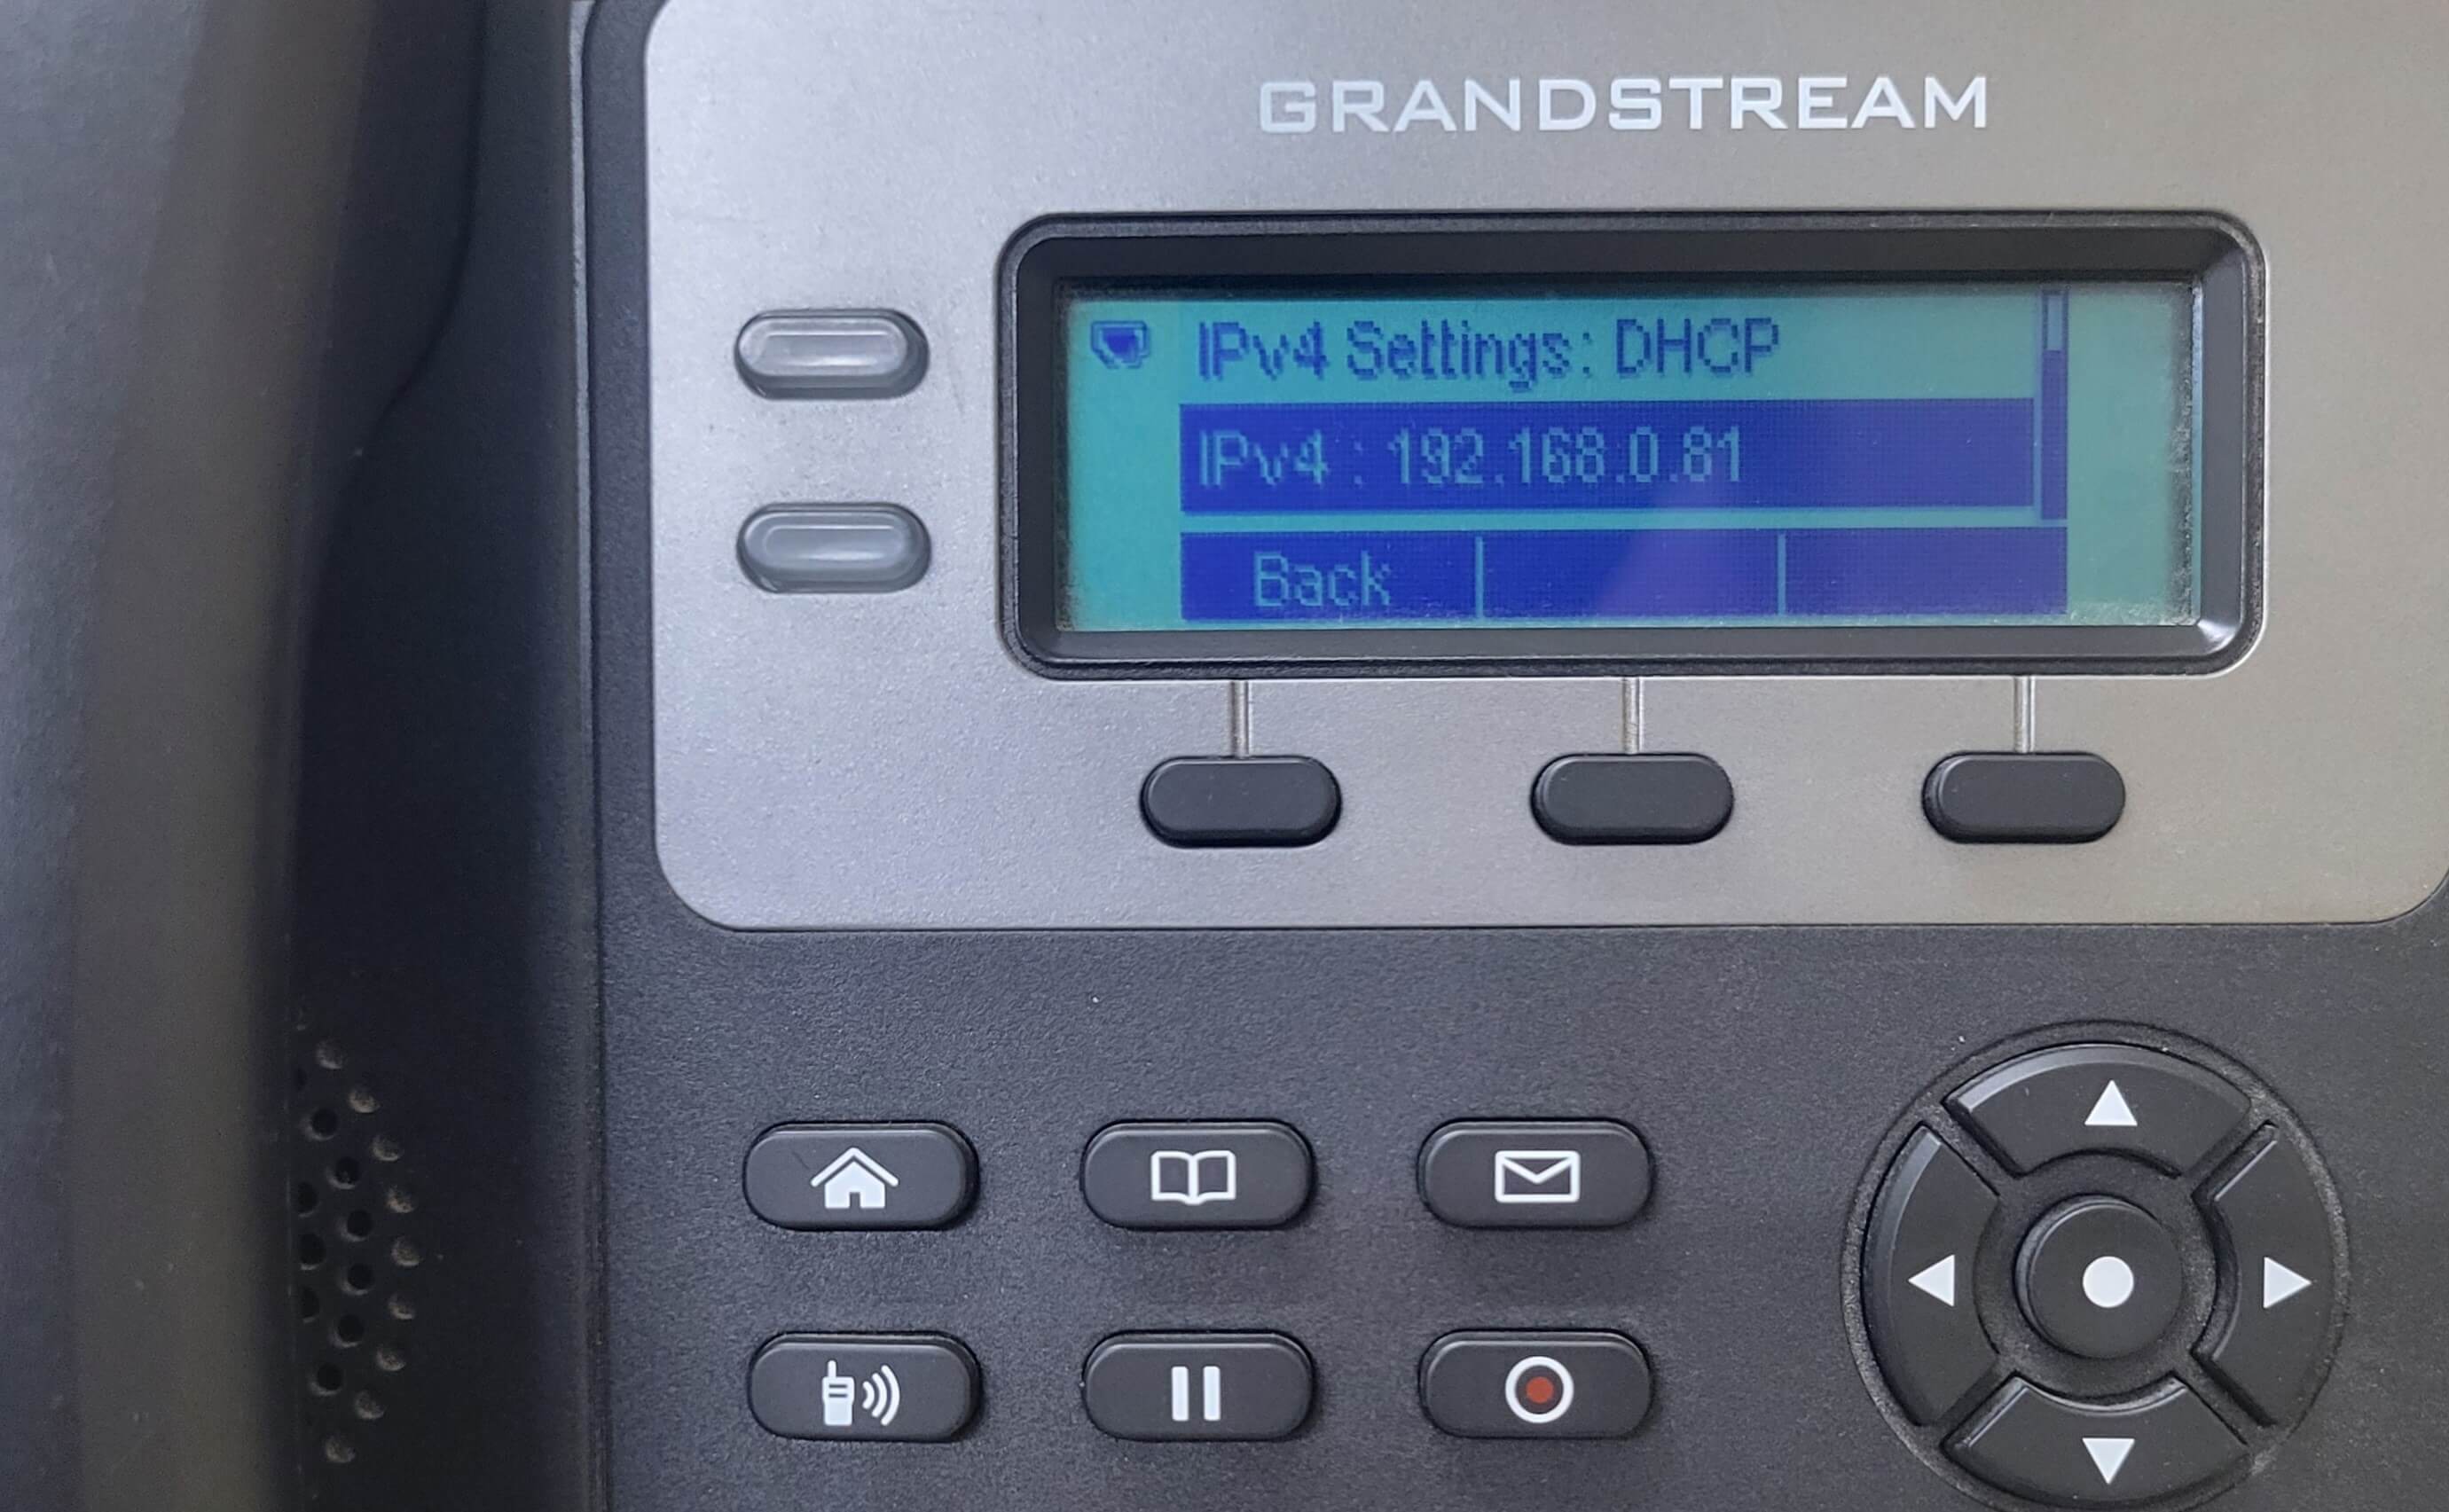 GRANDSTREAM
IPv4 Settings: DHCP
IPv4 : 192.168.0.81
Back